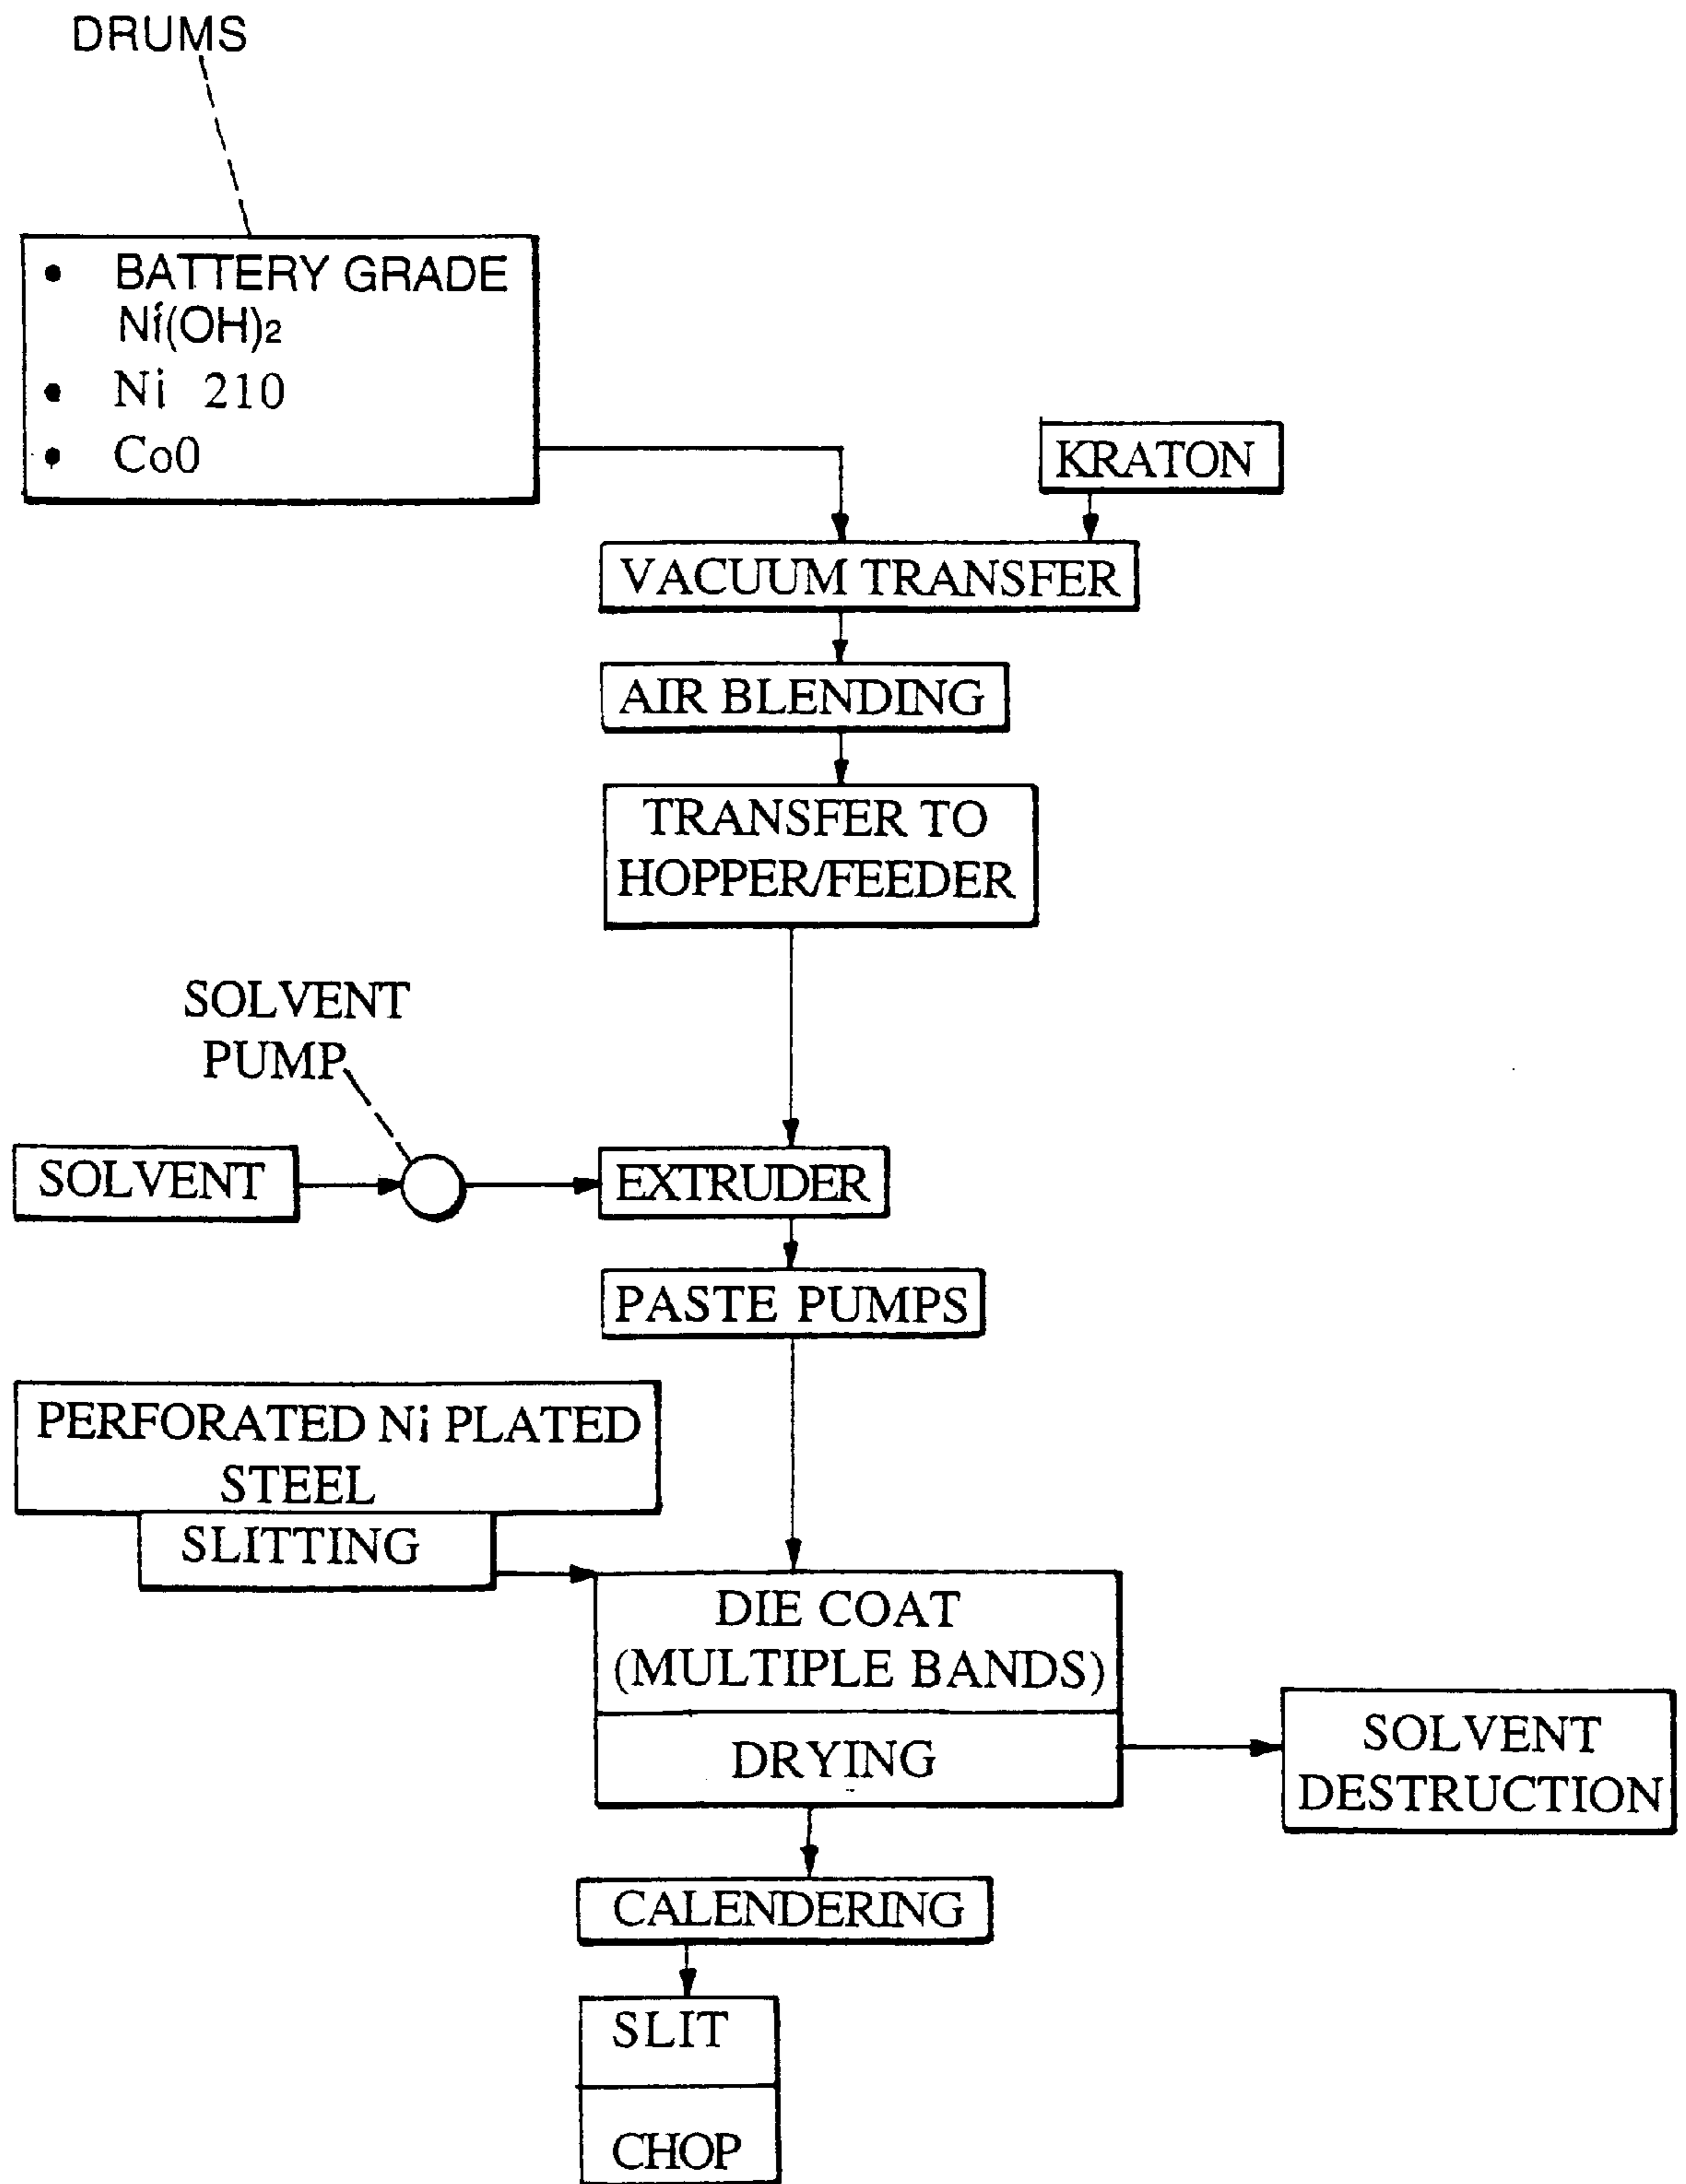 DRUMS
• BATTERY GRADE
Ni(OH)2
• Ni 210
• Co0
KRATON
VACUUM TRANSFER
AIR BLENDING
TRANSFER TO
HOPPER/FEEDER
SOLVENT
PUMP
SOLVENT
EXTRUDER
PASTE PUMPS
PERFORATED Ni PLATED
STEEL
SLITTING
DIE COAT
(MULTIPLE BANDS)
DRYING
SOLVENT
DESTRUCTION
CALENDERING
SLIT
CHOP